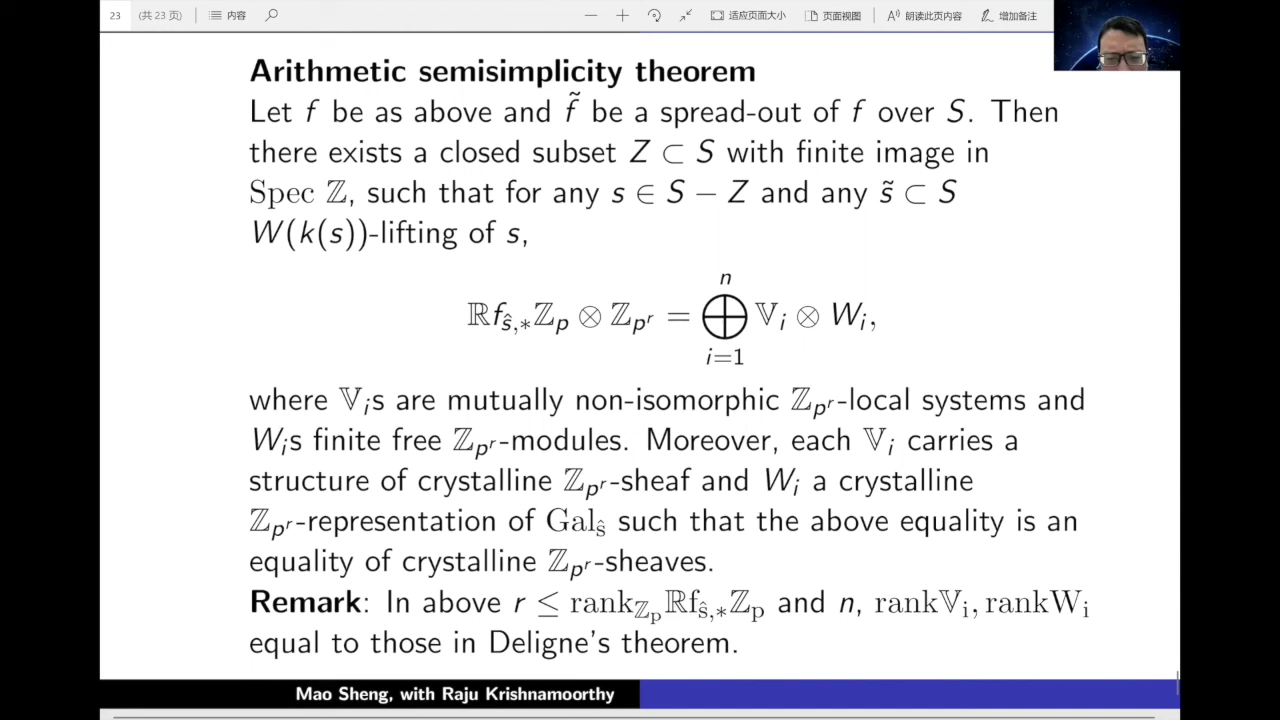 23 (共 23 页) 内容 适应页面大小 页面视图 朗读此页内容 增加备注
Arithmetic semisimplicity theorem
Let f be as above and f̃ be a spread-out of f over S. Then
there exists a closed subset Z ⊂ S with finite image in
Spec ℤ, such that for any s ∈ S − Z and any s̃ ⊂ S
W(k(s))-lifting of s,
ℝf_{ŝ,*}ℤ_p ⊗ ℤ_{p^r} = ⊕_{i=1}^{n} 𝕍_i ⊗ W_i,
where 𝕍_i s are mutually non-isomorphic ℤ_{p^r}-local systems and
W_i s finite free ℤ_{p^r}-modules. Moreover, each 𝕍_i carries a
structure of crystalline ℤ_{p^r}-sheaf and W_i a crystalline
ℤ_{p^r}-representation of Gal_ŝ such that the above equality is an
equality of crystalline ℤ_{p^r}-sheaves.
Remark: In above r ≤ rank_{ℤ_p}ℝf_{ŝ,*}ℤ_p and n, rank𝕍_i, rankW_i
equal to those in Deligne's theorem.
Mao Sheng, with Raju Krishnamoorthy